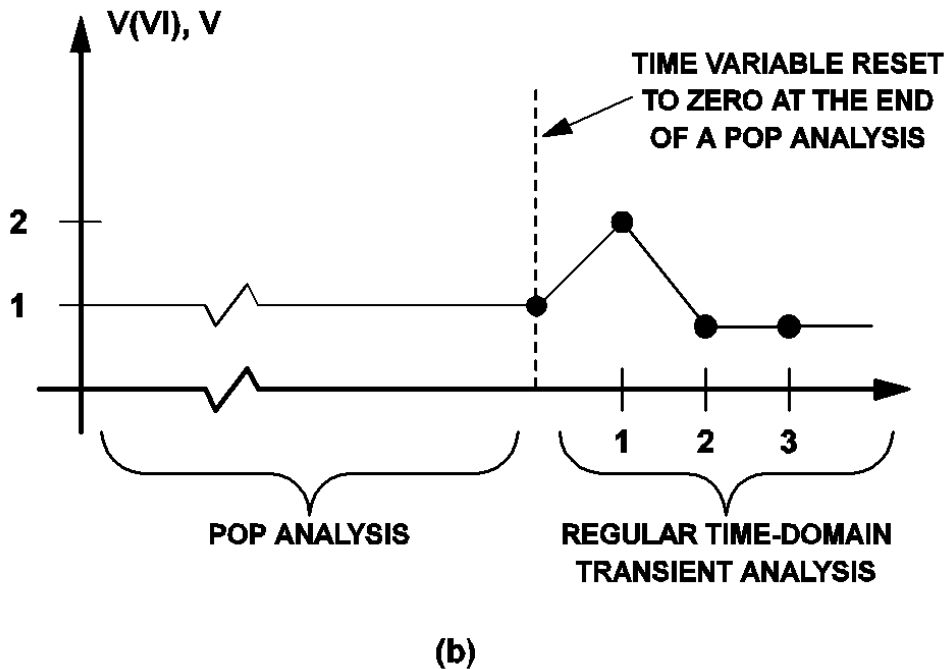 V(VI), V
TIME VARIABLE RESET
TO ZERO AT THE END
OF A POP ANALYSIS
2
1
1 2 3
POP ANALYSIS
REGULAR TIME-DOMAIN
TRANSIENT ANALYSIS
(b)